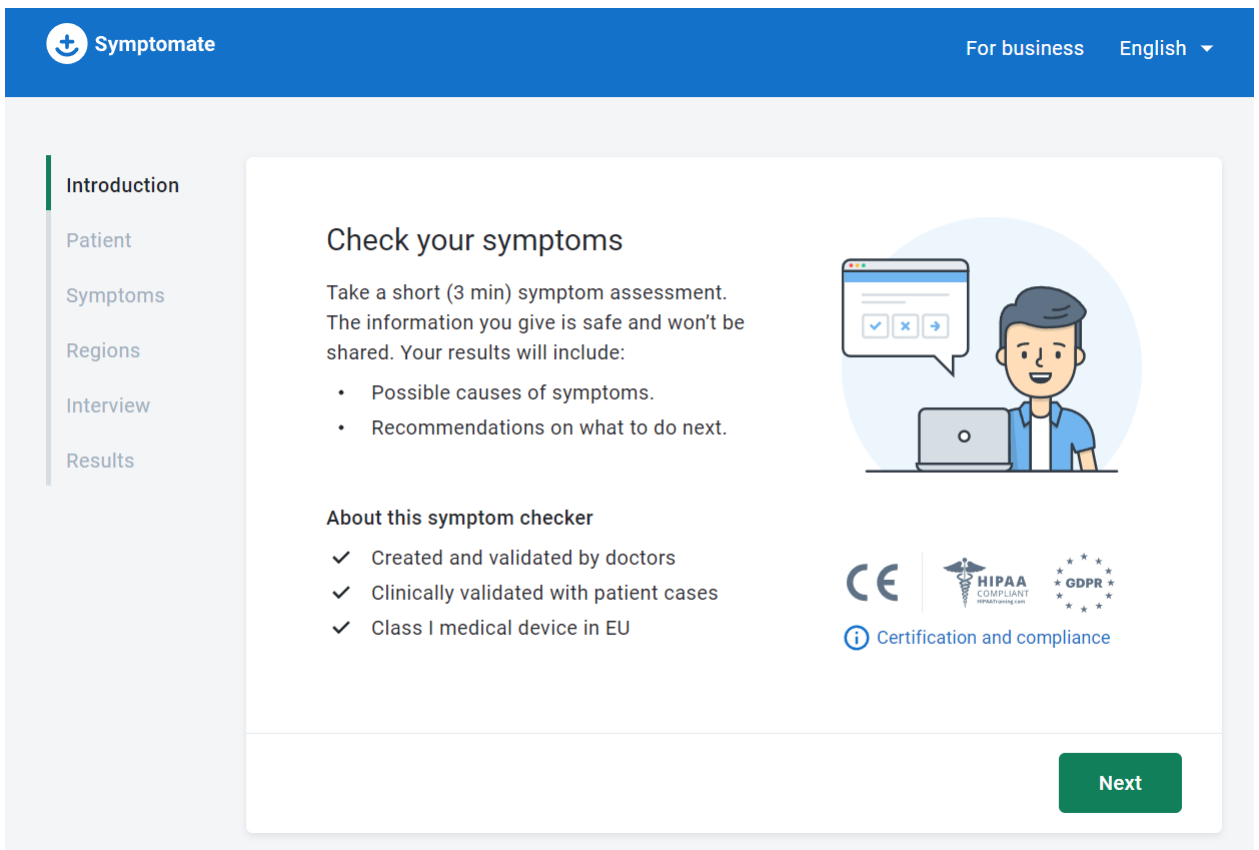 Symptomate
For business
English
Introduction
Patient
Symptoms
Regions
Interview
Results
Check your symptoms
Take a short (3 min) symptom assessment.
The information you give is safe and won’t be
shared. Your results will include:
• Possible causes of symptoms.
• Recommendations on what to do next.
About this symptom checker
Created and validated by doctors
Clinically validated with patient cases
Class I medical device in EU
CE
HIPAA
COMPLIANT
HIPAATraining.com
GDPR
Certification and compliance
Next